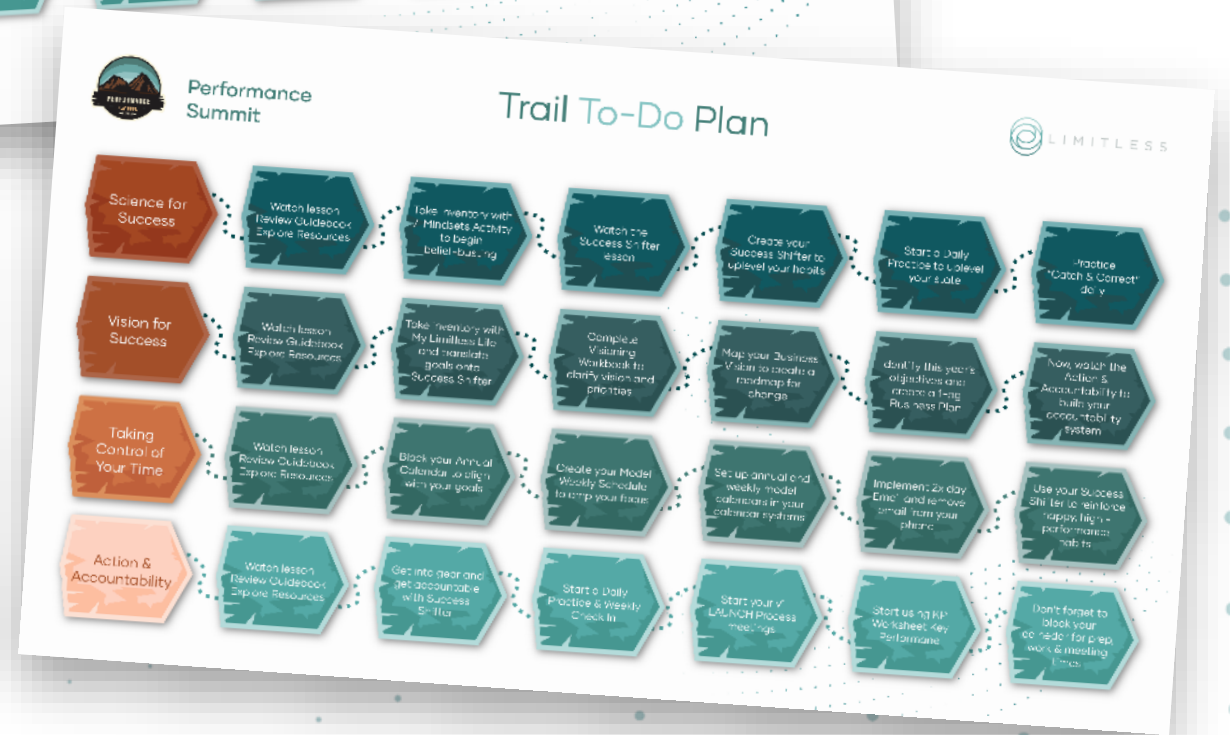 Performance
Summit
Trail To-Do Plan
LIMITLESS
PERFORMANCE
Science for
Success
Watch lesson
Review Guidebook
Explore Resources
Take inventory with
Mindsets Activity
to begin
belief-busting
Watch the
Success Shifter
lesson
Create your
Success Shifter to
uplevel your habits
Start a Daily
Practice to uplevel
your state
Practice
"Catch & Correct"
daily
Vision for
Success
Watch lesson
Review Guidebook
Explore Resources
Take inventory with
My Limitless Life
and translate
goals onto
Success Shifter
Complete
Visioning
Workbook to
clarify vision and
priorities
Map your Business
Vision to create a
roadmap for
change
Identify this year's
objectives and
create a 1-pg
Business Plan
Now, watch the
Action &
Accountability to
build your
accountability
system
Taking
Control of
Your Time
Watch lesson
Review Guidebook
Explore Resources
Block your Annual
Calendar to align
with your goals
Create your Model
Weekly Schedule
to amp your focus
Set up annual and
weekly model
calendars in your
calendar systems
Implement 2x day
Email and remove
email from your
phone
Use your Success
Shifter to reinforce
happy, high-
performance
habits
Action &
Accountability
Watch lesson
Review Guidebook
Explore Resources
Get into gear and
get accountable
with Success
Shifter
Start a Daily
Practice & Weekly
Check In
Start your
LAUNCH Process
meetings
Start using
Worksheet Key
Performance
Don't forget to
block your
calendar for prep,
work & meeting
times